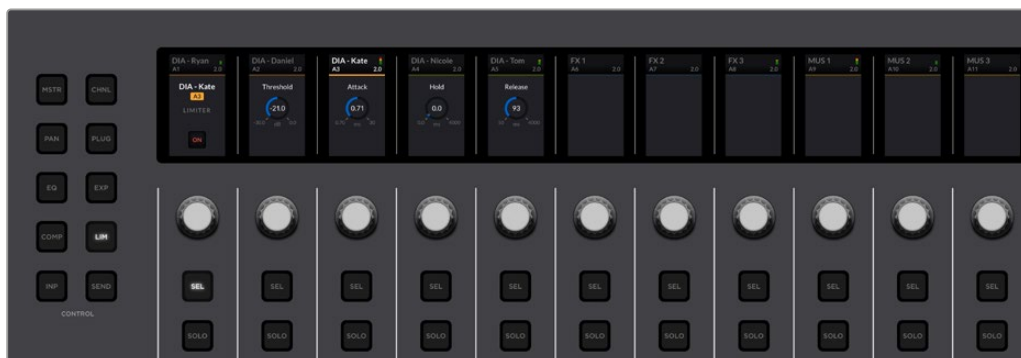 DIA - Ryan DIA - Daniel DIA - Kate DIA - Nicole DIA - Tom FX 1 FX 2 FX 3 MUS 1 MUS 2 MUS 3
A1 2.0 A2 2.0 A3 2.0 A4 2.0 A5 2.0 A6 2.0 A7 2.0 A8 2.0 A9 2.0 A10 2.0 A11
DIA - Kate Threshold Attack Hold Release
A3
LIMITER
-21.0 0.71 0.0 93
dB ms
ON
MSTR CHNL
PAN PLUG
EQ EXP
COMP LIM
INP SEND
CONTROL
SEL SEL SEL SEL SEL SEL SEL SEL SEL SEL SEL
SOLO SOLO SOLO SOLO SOLO SOLO SOLO SOLO SOLO SOLO SOLO